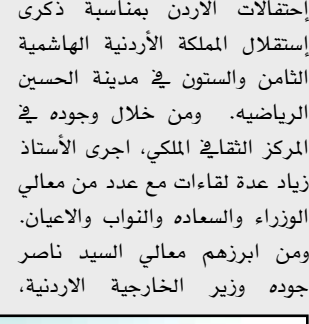 إحتفالات الأردن بمناسبة ذكرى
إستقلال المملكة الأردنية الهاشمية
الثامن والستون في مدينة الحسين
الرياضيه. ومن خلال وجوده في
المركز الثقافي الملكي، اجرى الأستاذ
زياد عدة لقاءات مع عدد من معالي
الوزراء والسعاده والنواب والاعيان.
ومن ابرزهم معالي السيد ناصر
جوده وزير الخارجية الاردنية،